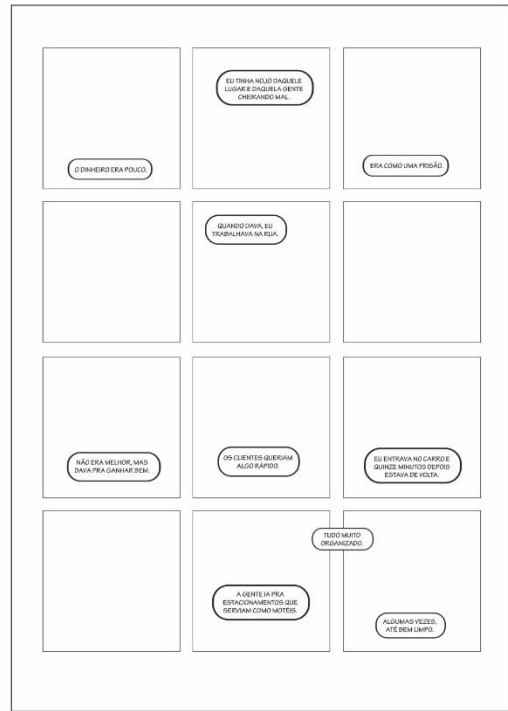 O DINHEIRO ERA POUCO.
EU TINHA NOJO DAQUELE
LUGAR E DAQUELA GENTE
CHEIRANDO MAL.
ERA COMO UMA PRISÃO.
QUANDO DAVA, EU
TRABALHAVA NA RUA.
NÃO ERA MELHOR, MAS
DAVA PRA GANHAR BEM.
OS CLIENTES QUERIAM
ALGO RÁPIDO.
EU ENTRAVA NO CARRO E
QUINZE MINUTOS DEPOIS
ESTAVA DE VOLTA.
A GENTE IA PRA
ESTACIONAMENTOS QUE
SERVIAM COMO MOTÉIS.
TUDO MUITO
ORGANIZADO.
ALGUMAS VEZES,
ATÉ BEM LIMPO.